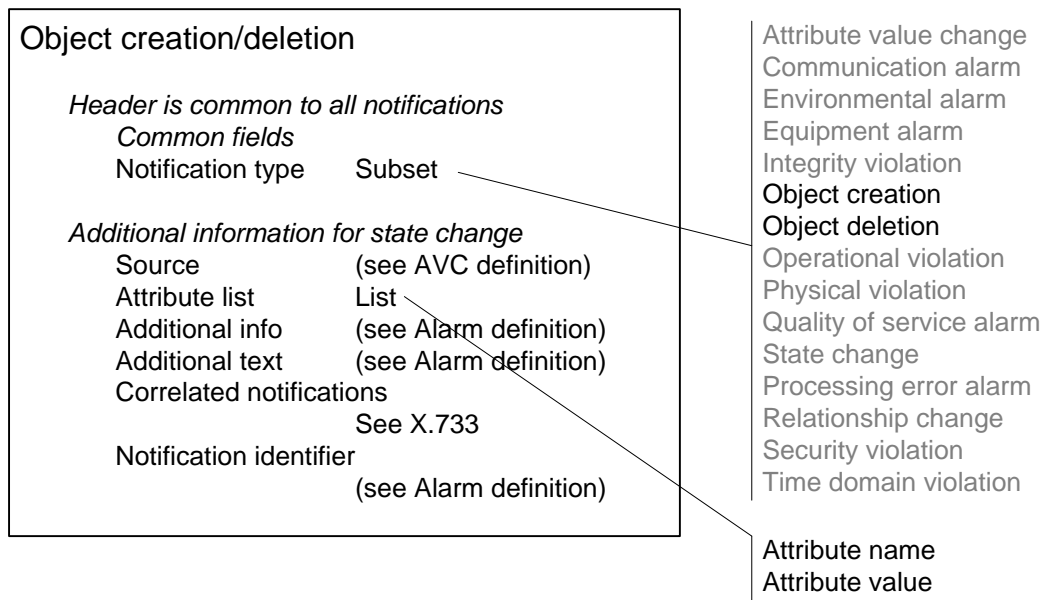 Object creation/deletion
Header is common to all notifications
Common fields
Notification type Subset
Additional information for state change
Source (see AVC definition)
Attribute list List
Additional info (see Alarm definition)
Additional text (see Alarm definition)
Correlated notifications
See X.733
Notification identifier
(see Alarm definition)
Attribute value change
Communication alarm
Environmental alarm
Equipment alarm
Integrity violation
Object creation
Object deletion
Operational violation
Physical violation
Quality of service alarm
State change
Processing error alarm
Relationship change
Security violation
Time domain violation
Attribute name
Attribute value